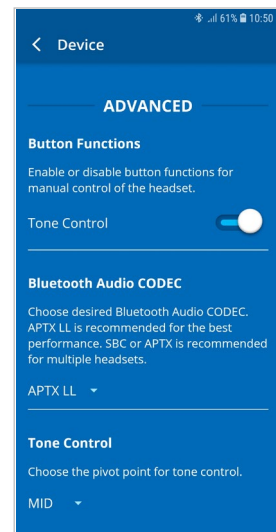 61% 10:50
Device
ADVANCED
Button Functions
Enable or disable button functions for
manual control of the headset.
Tone Control
Bluetooth Audio CODEC
Choose desired Bluetooth Audio CODEC.
APTX LL is recommended for the best
performance. SBC or APTX is recommended
for multiple headsets.
APTX LL
Tone Control
Choose the pivot point for tone control.
MID